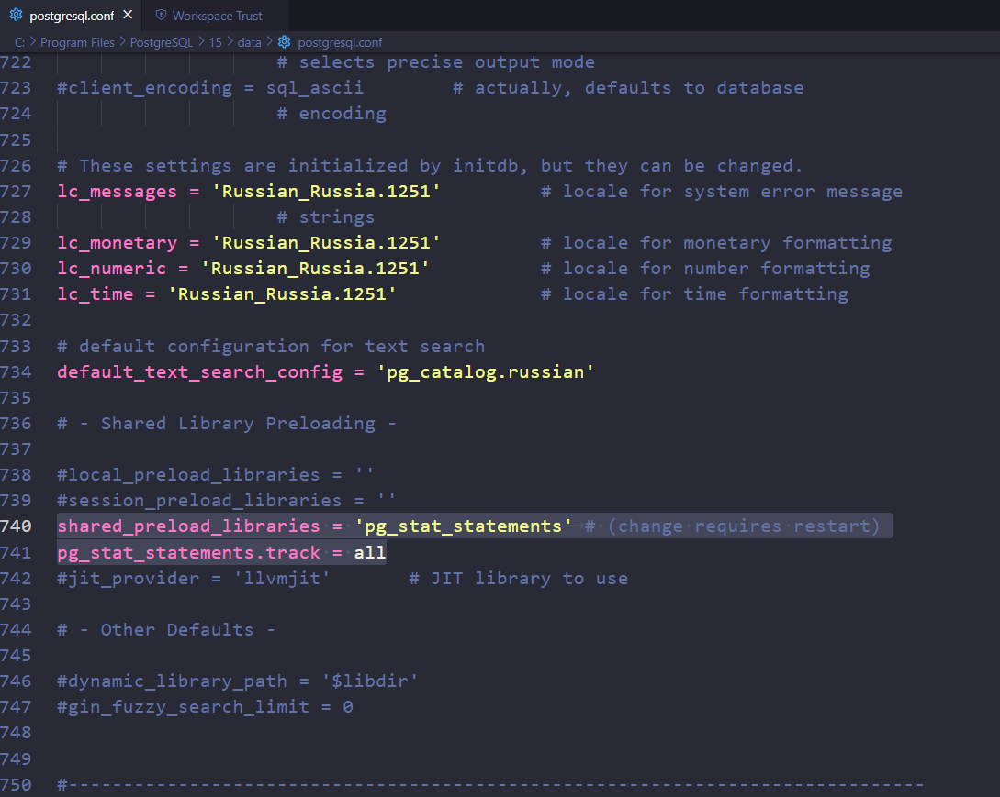 postgresql.conf Workspace Trust
C: > Program Files > PostgreSQL > 15 > data > postgresql.conf
722 # selects precise output mode
723 #client_encoding = sql_ascii # actually, defaults to database
724 # encoding
725
726 # These settings are initialized by initdb, but they can be changed.
727 lc_messages = 'Russian_Russia.1251' # locale for system error message
728 # strings
729 lc_monetary = 'Russian_Russia.1251' # locale for monetary formatting
730 lc_numeric = 'Russian_Russia.1251' # locale for number formatting
731 lc_time = 'Russian_Russia.1251' # locale for time formatting
732
733 # default configuration for text search
734 default_text_search_config = 'pg_catalog.russian'
735
736 # - Shared Library Preloading -
737
738 #local_preload_libraries = ''
739 #session_preload_libraries = ''
740 shared_preload_libraries = 'pg_stat_statements' # (change requires restart)
741 pg_stat_statements.track = all
742 #jit_provider = 'llvmjit' # JIT library to use
743
744 # - Other Defaults -
745
746 #dynamic_library_path = '$libdir'
747 #gin_fuzzy_search_limit = 0
748
749
750 #------------------------------------------------------------------------------